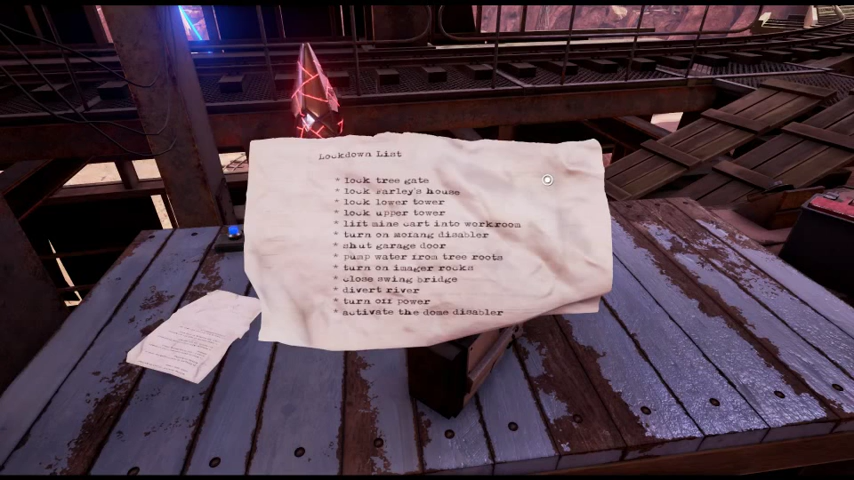 Lockdown List
* lock tree gate
* lock Farley's house
* lock lower tower
* lock upper tower
* lift mine cart into workroom
* turn on mofang disabler
* shut garage door
* pump water from tree roots
* turn on imager rocks
* close swing bridge
* divert river
* turn off power
* activate the dome disabler